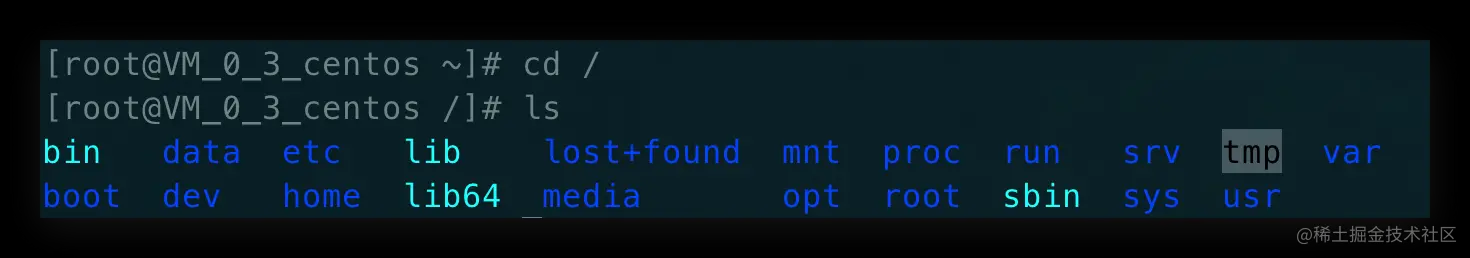 [root@VM_0_3_centos ~]# cd /
[root@VM_0_3_centos /]# ls
bin data etc lib lost+found mnt proc run srv tmp var
boot dev home lib64 _media opt root sbin sys usr
@稀土掘金技术社区